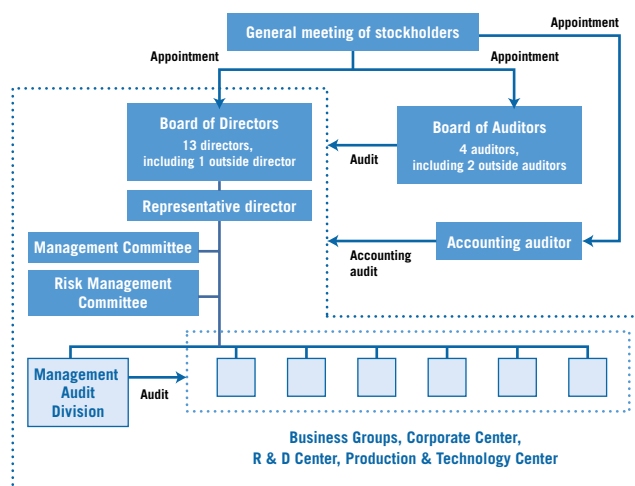 General meeting of stockholders
Appointment
Appointment
Appointment
Board of Directors
13 directors,
including 1 outside director
Board of Auditors
4 auditors,
including 2 outside auditors
Audit
Representative director
Management Committee
Accounting auditor
Accounting
audit
Risk Management
Committee
Management
Audit
Division
Audit
Business Groups, Corporate Center,
R & D Center, Production & Technology Center